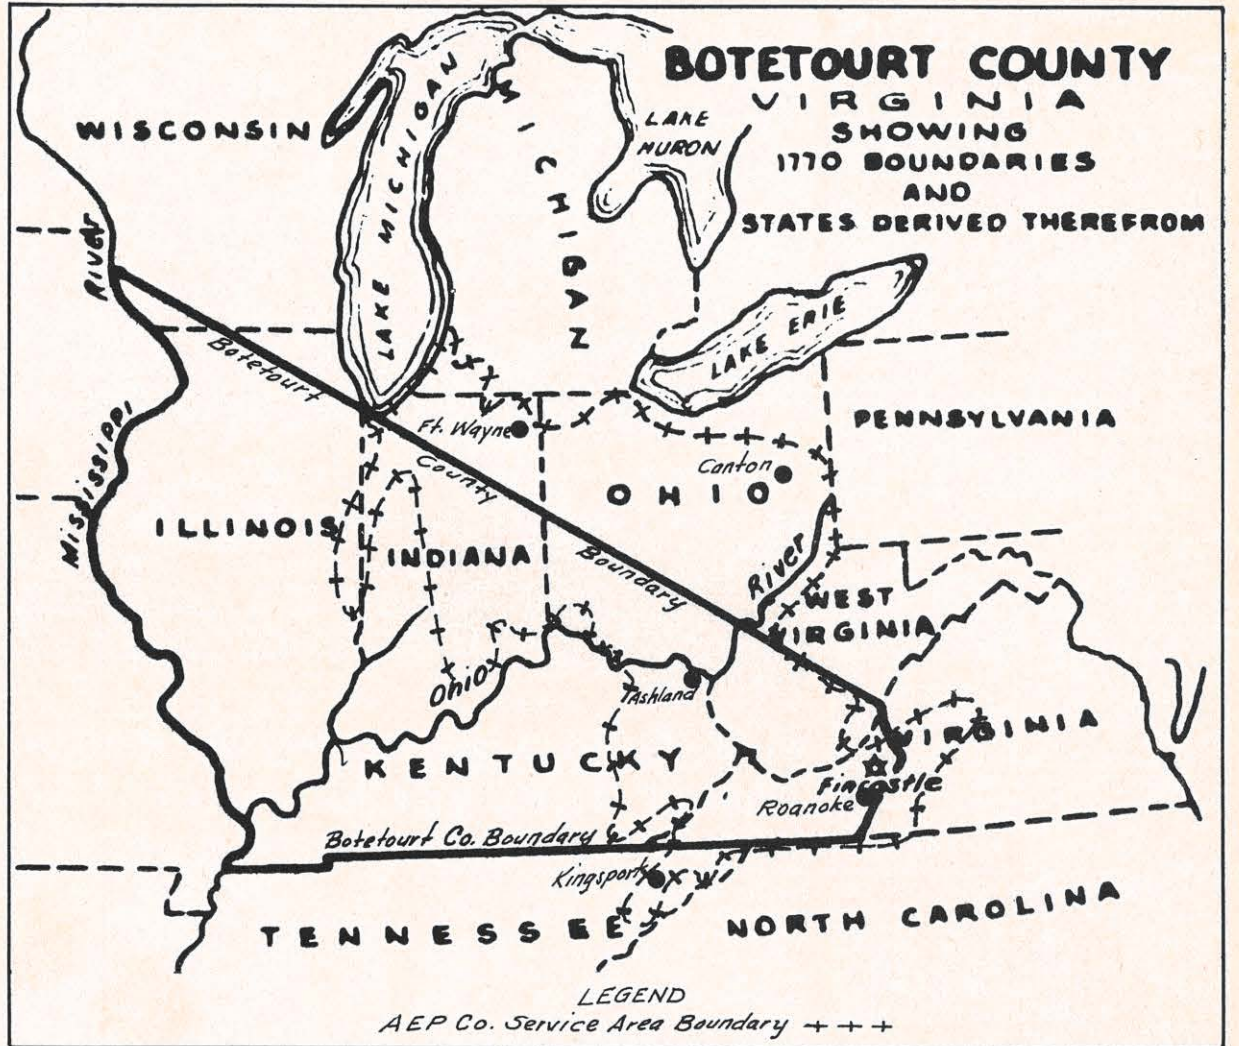 BOTETOURT COUNTY
VIRGINIA
SHOWING
1770 BOUNDARIES
AND
STATES DERIVED THEREFROM
WISCONSIN
LAKE MICHIGAN
MICHIGAN
LAKE
HURON
LAKE ERIE
RIVER
MISSISSIPPI
Botetourt
County
Boundary
Ft. Wayne
Canton
PENNSYLVANIA
OHIO
ILLINOIS
INDIANA
River
WEST
VIRGINIA
Ohio
Ashland
KENTUCKY
VIRGINIA
Fincastle
Roanoke
Botetourt Co. Boundary
Kingsport
TENNESSEE
NORTH CAROLINA
LEGEND
AEP Co. Service Area Boundary +++